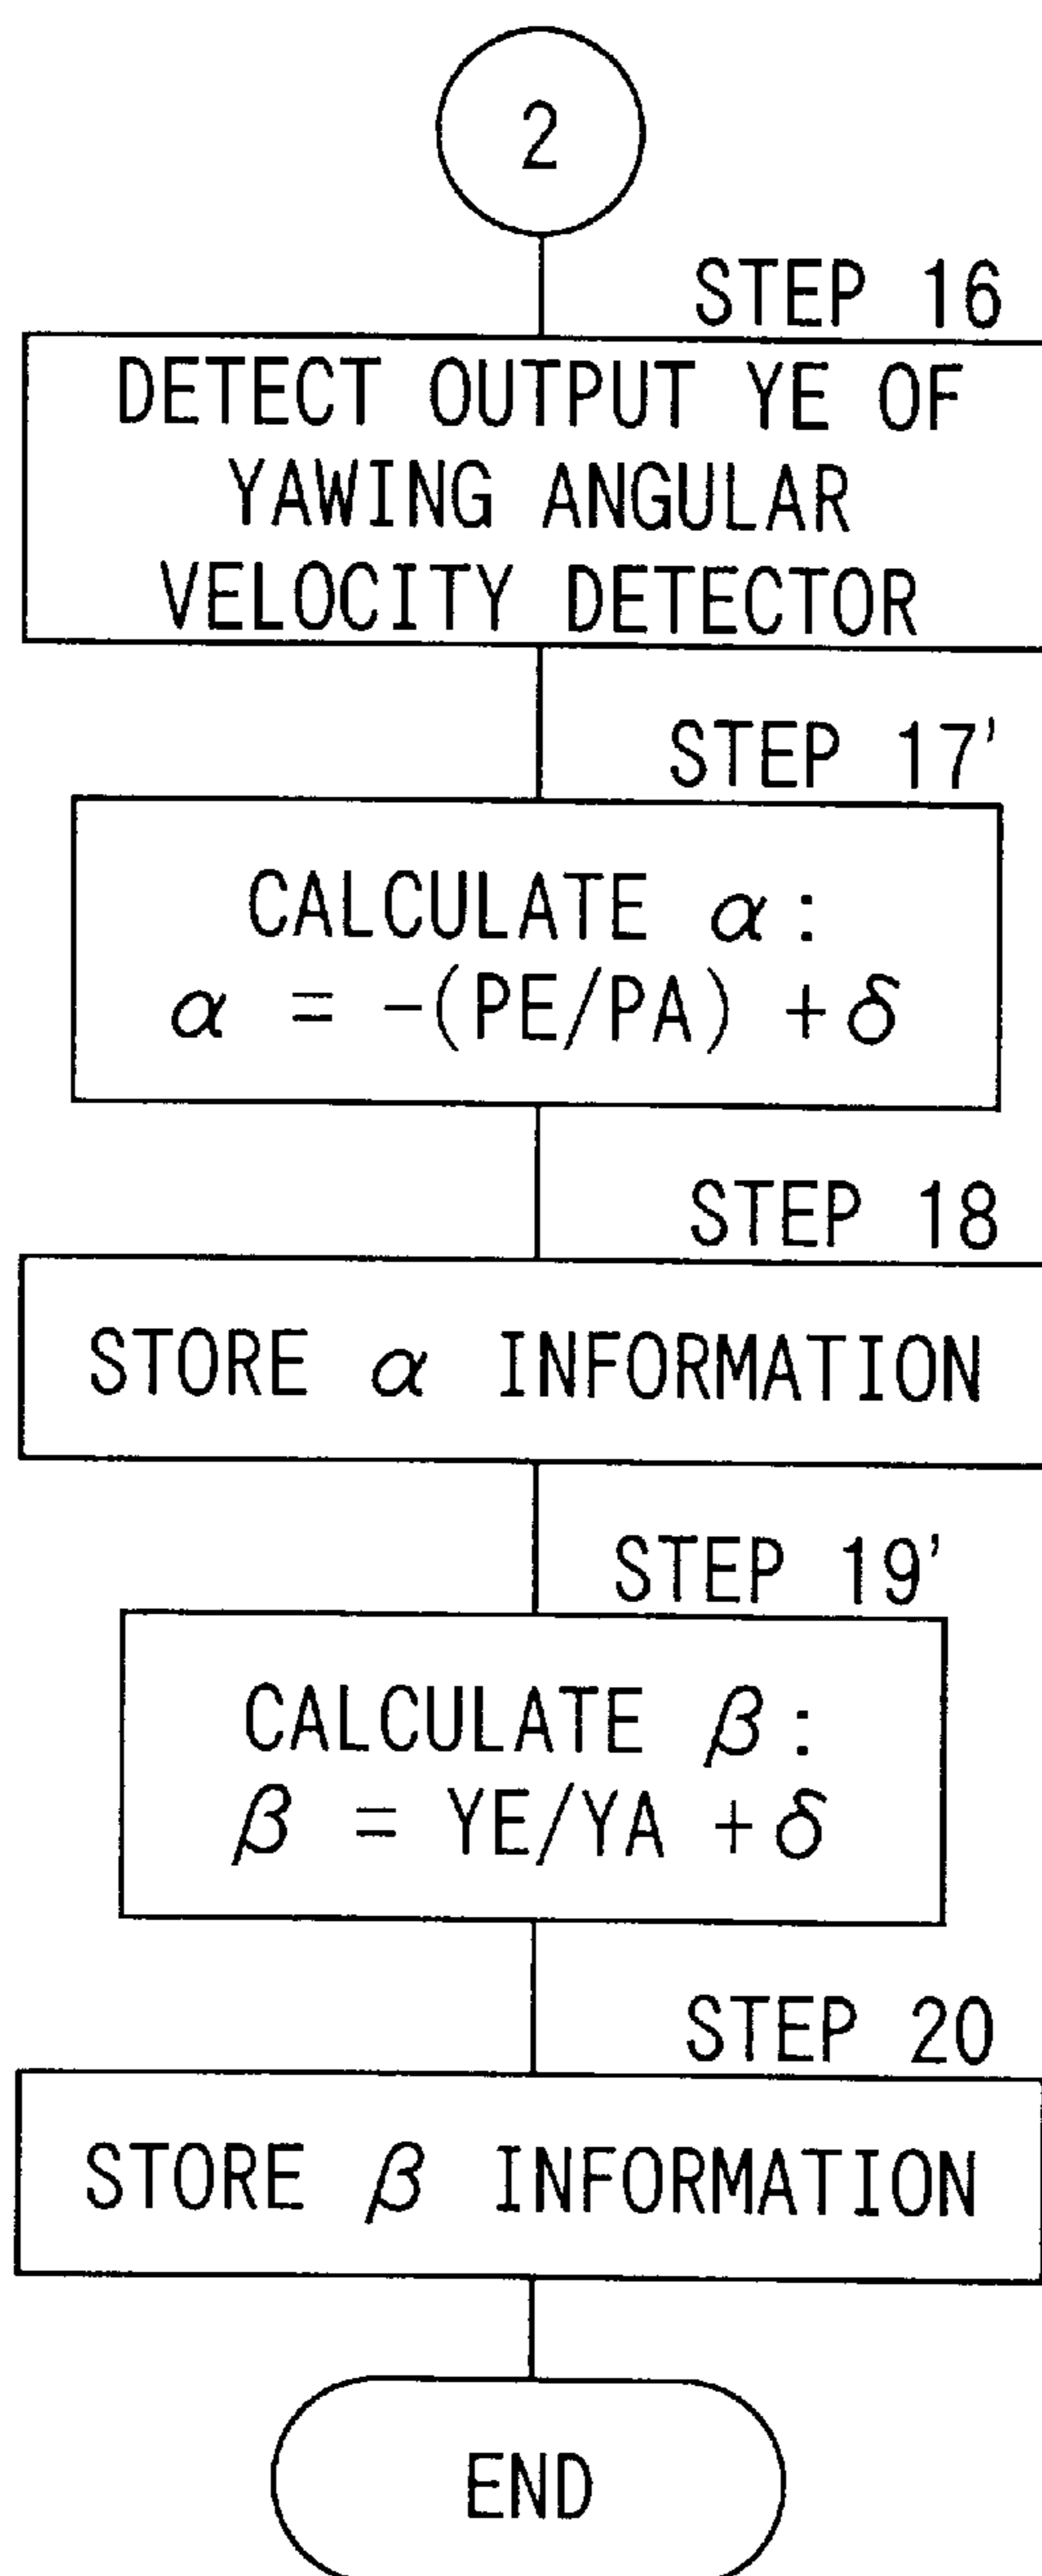 2
STEP 16
DETECT OUTPUT YE OF
YAWING ANGULAR
VELOCITY DETECTOR
STEP 17'
CALCULATE α:
α = -(PE/PA) + δ
STEP 18
STORE α INFORMATION
STEP 19'
CALCULATE β:
β = YE/YA + δ
STEP 20
STORE β INFORMATION
END